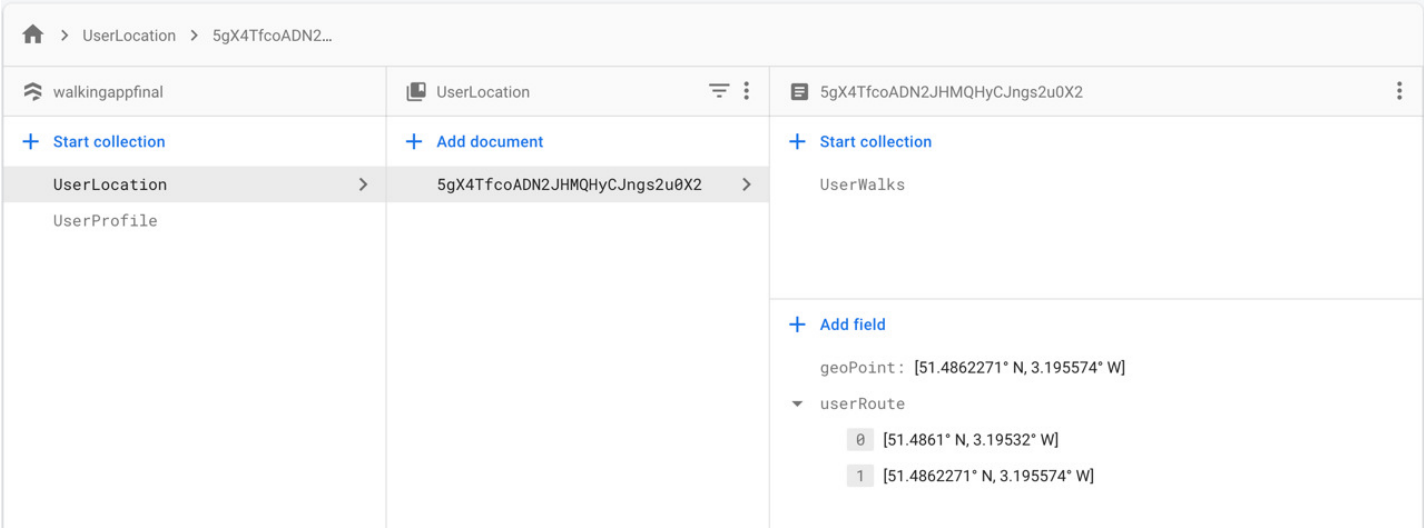 UserLocation > 5gX4TfcoADN2...
walkingappfinal
Start collection
UserLocation
UserProfile
UserLocation
Add document
5gX4TfcoADN2JHMQHyCJngs2u0X2
5gX4TfcoADN2JHMQHyCJngs2u0X2
Start collection
UserWalks
Add field
geoPoint: [51.4862271° N, 3.195574° W]
userRoute
0 [51.4861° N, 3.19532° W]
1 [51.4862271° N, 3.195574° W]